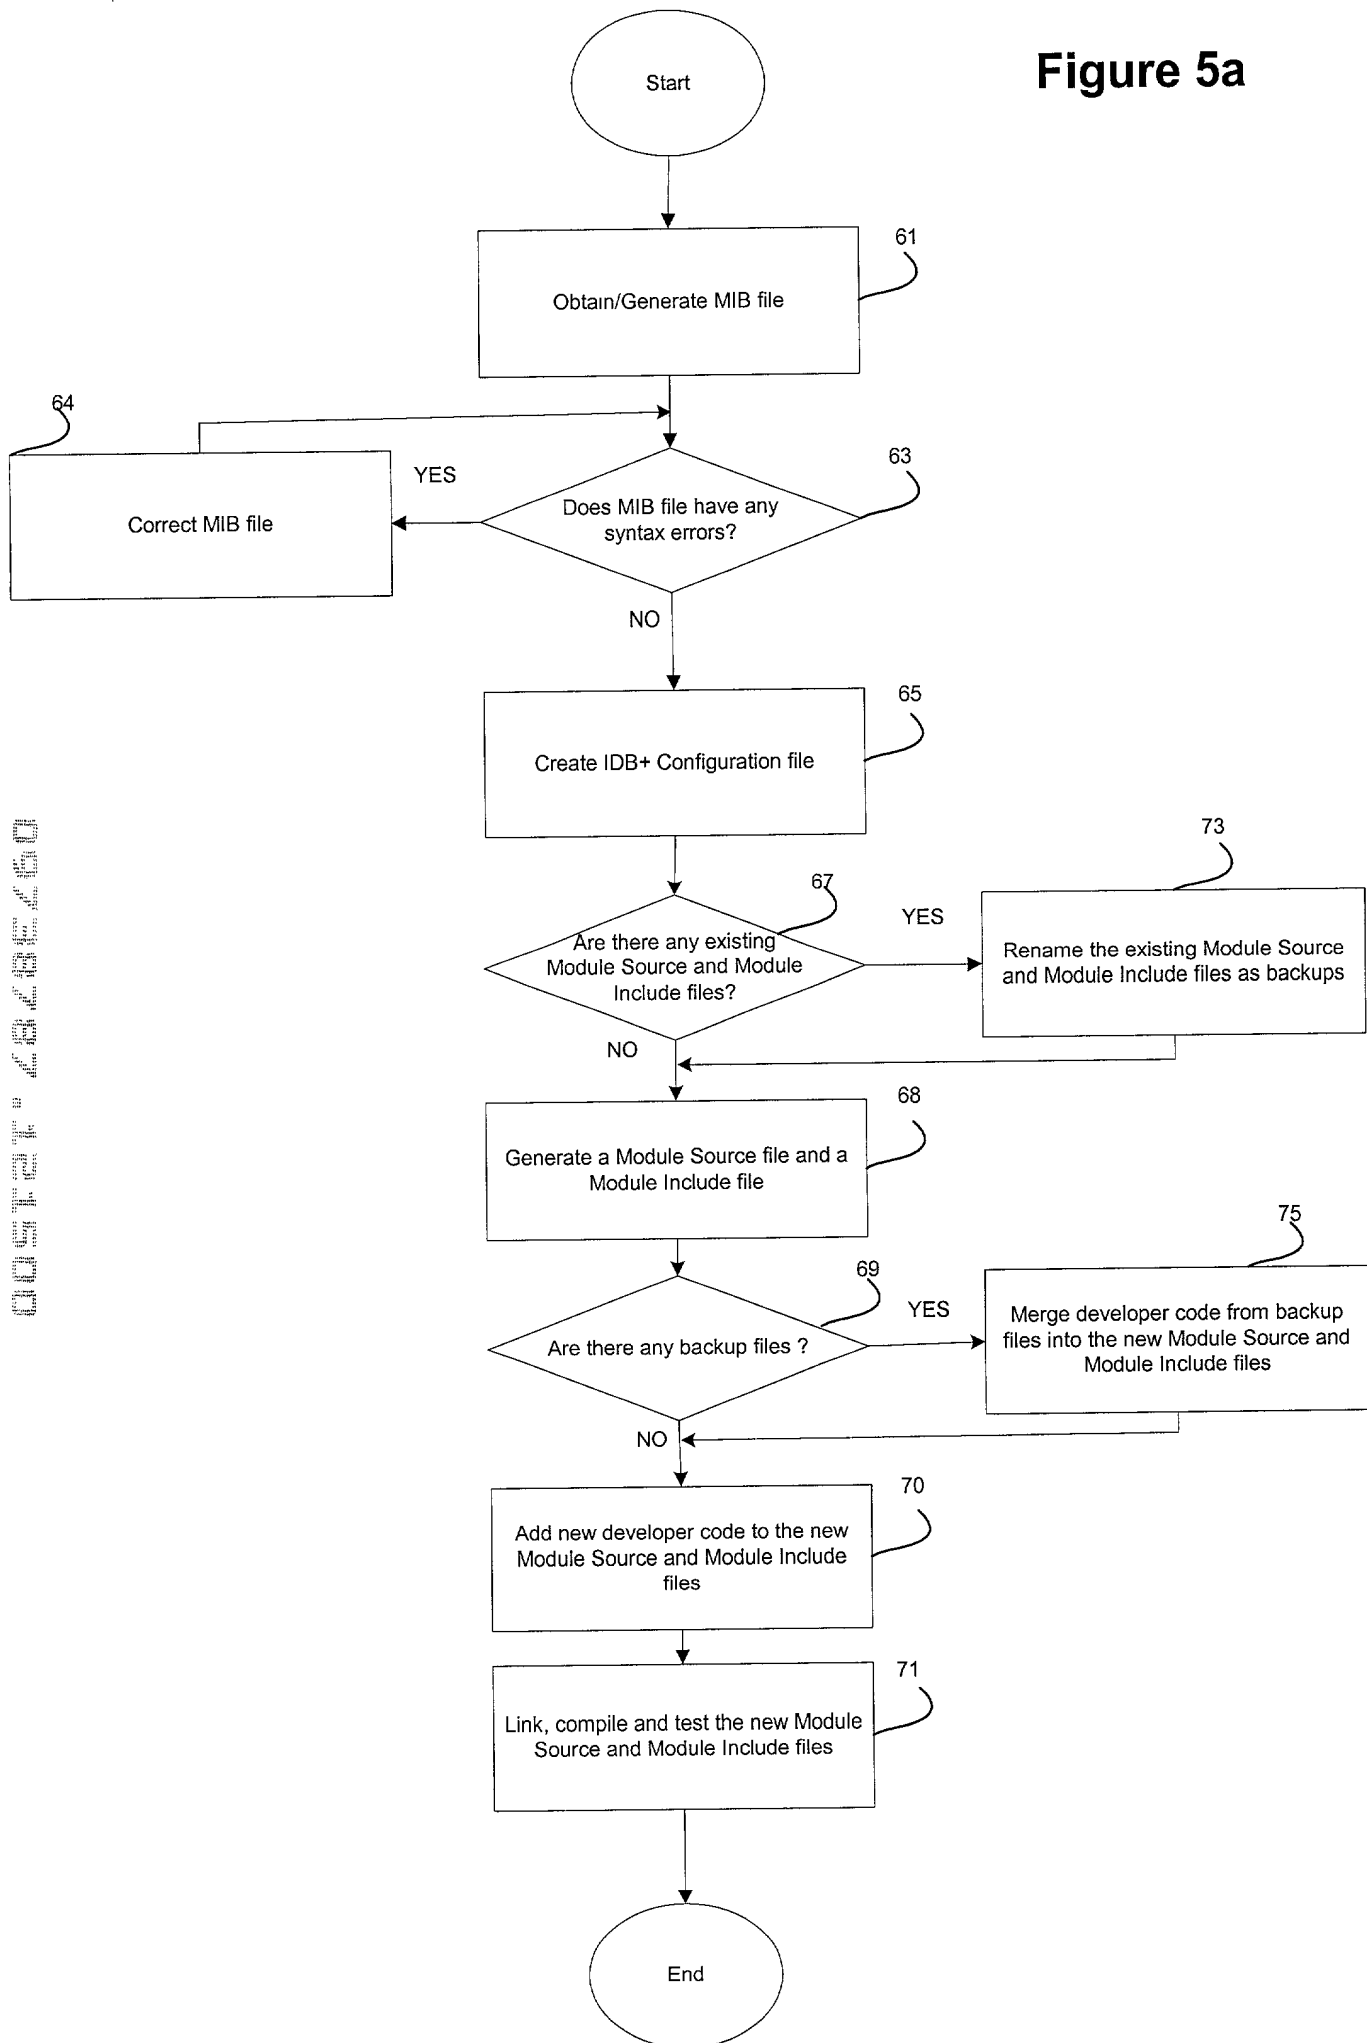 Figure 5a
Start
61
Obtain/Generate MIB file
64
63
YES
Does MIB file have any
syntax errors?
Correct MIB file
NO
65
Create IDB+ Configuration file
73
67
YES
Are there any existing
Module Source and Module
Include files?
Rename the existing Module Source
and Module Include files as backups
NO
68
Generate a Module Source file and a
Module Include file
75
69
YES
Are there any backup files ?
Merge developer code from backup
files into the new Module Source and
Module Include files
NO
70
Add new developer code to the new
Module Source and Module Include
files
71
Link, compile and test the new Module
Source and Module Include files
End